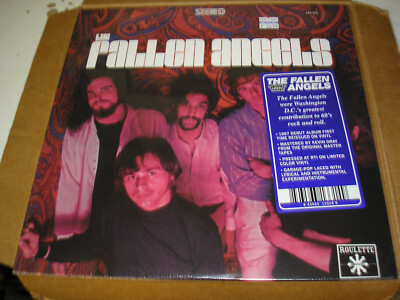 STEREO
THE
FALLEN ANGELS
THE FALLEN
ANGELS
The Fallen Angels
were Washington
D.C.'s greatest
contribution to 60's
rock and roll.
• 1967 DEBUT ALBUM FIRST
TIME REISSUED ON VINYL
• MASTERED BY KEVIN GRAY
FROM THE ORIGINAL MASTER
TAPES
• PRESSED AT RTI ON LIMITED
COLOR VINYL
• GARAGE-POP LACED WITH
LYRICAL AND INSTRUMENTAL
EXPERIMENTATION.
ROULETTE